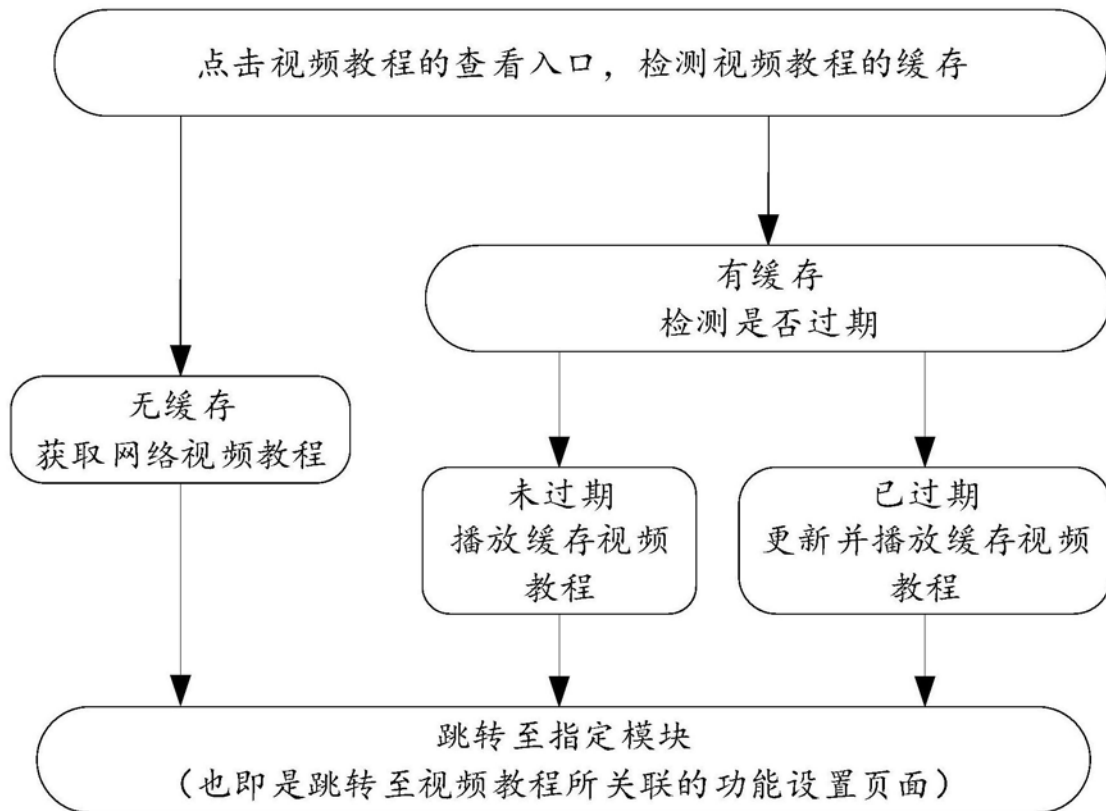 点击视频教程的查看入口，检测视频教程的缓存
有缓存
检测是否过期
无缓存
获取网络视频教程
未过期
播放缓存视频
教程
已过期
更新并播放缓存视频
教程
跳转至指定模块
（也即是跳转至视频教程所关联的功能设置页面）